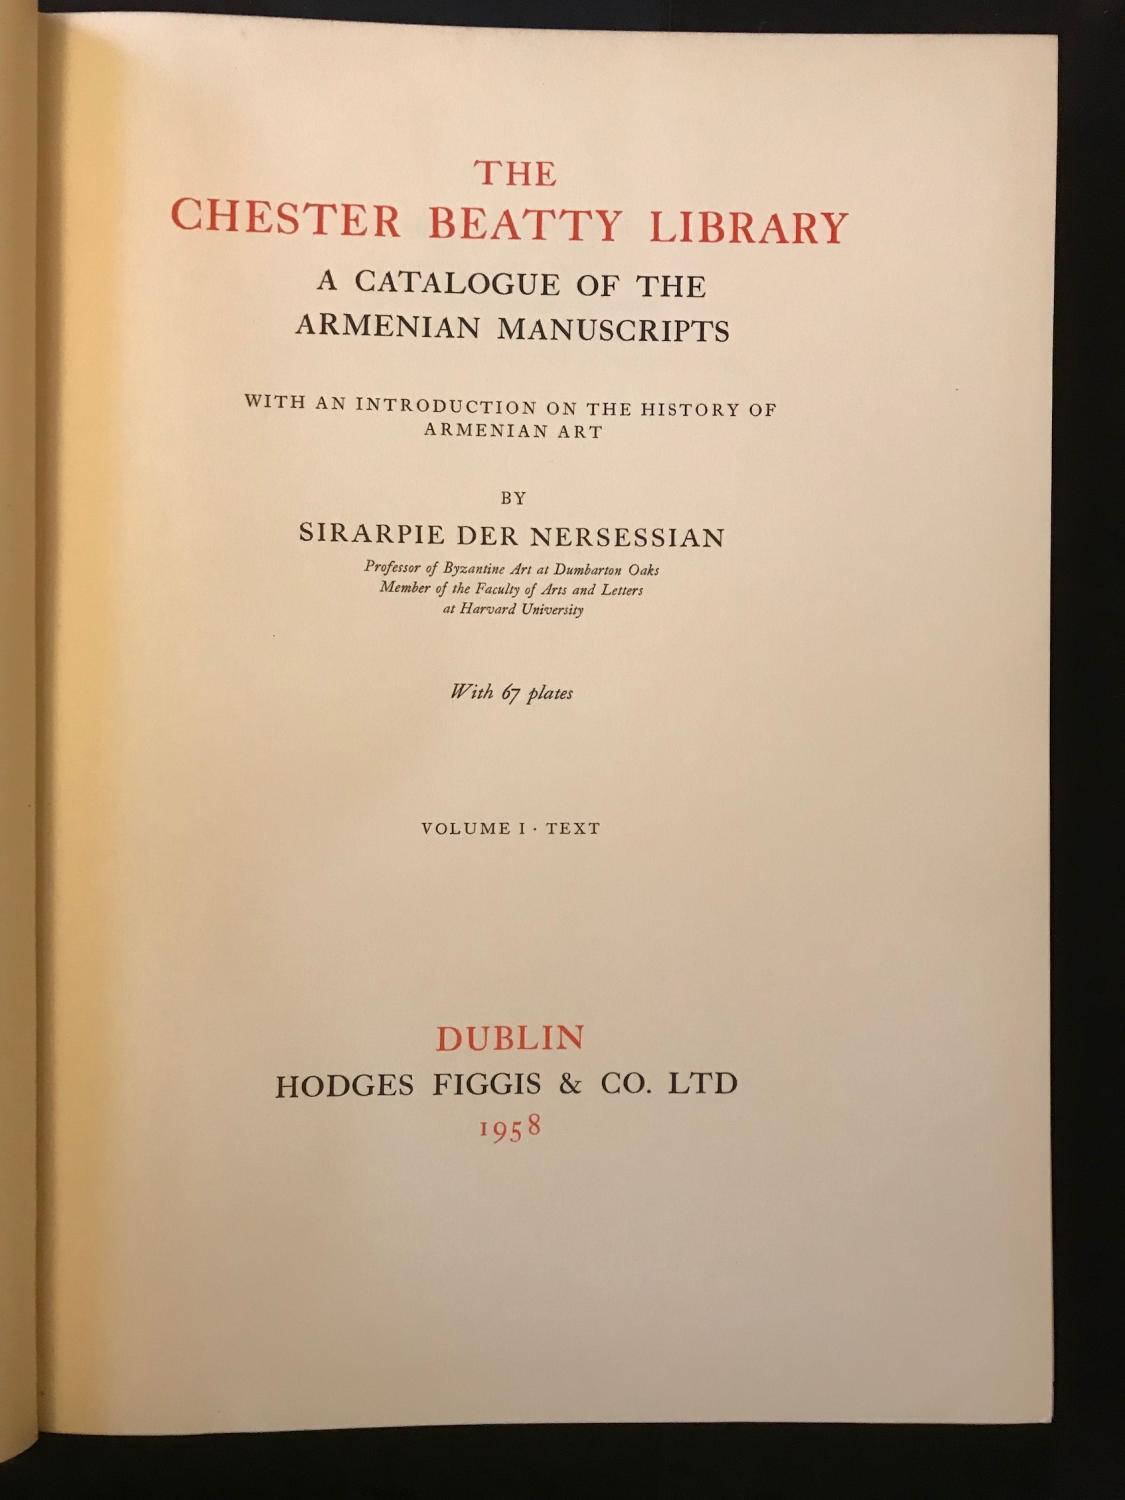 THE
CHESTER BEATTY LIBRARY
A CATALOGUE OF THE
ARMENIAN MANUSCRIPTS
WITH AN INTRODUCTION ON THE HISTORY OF
ARMENIAN ART
BY
SIRARPIE DER NERSESSIAN
Professor of Byzantine Art at Dumbarton Oaks
Member of the Faculty of Arts and Letters
at Harvard University
With 67 plates
VOLUME I · TEXT
DUBLIN
HODGES FIGGIS & CO. LTD
1958